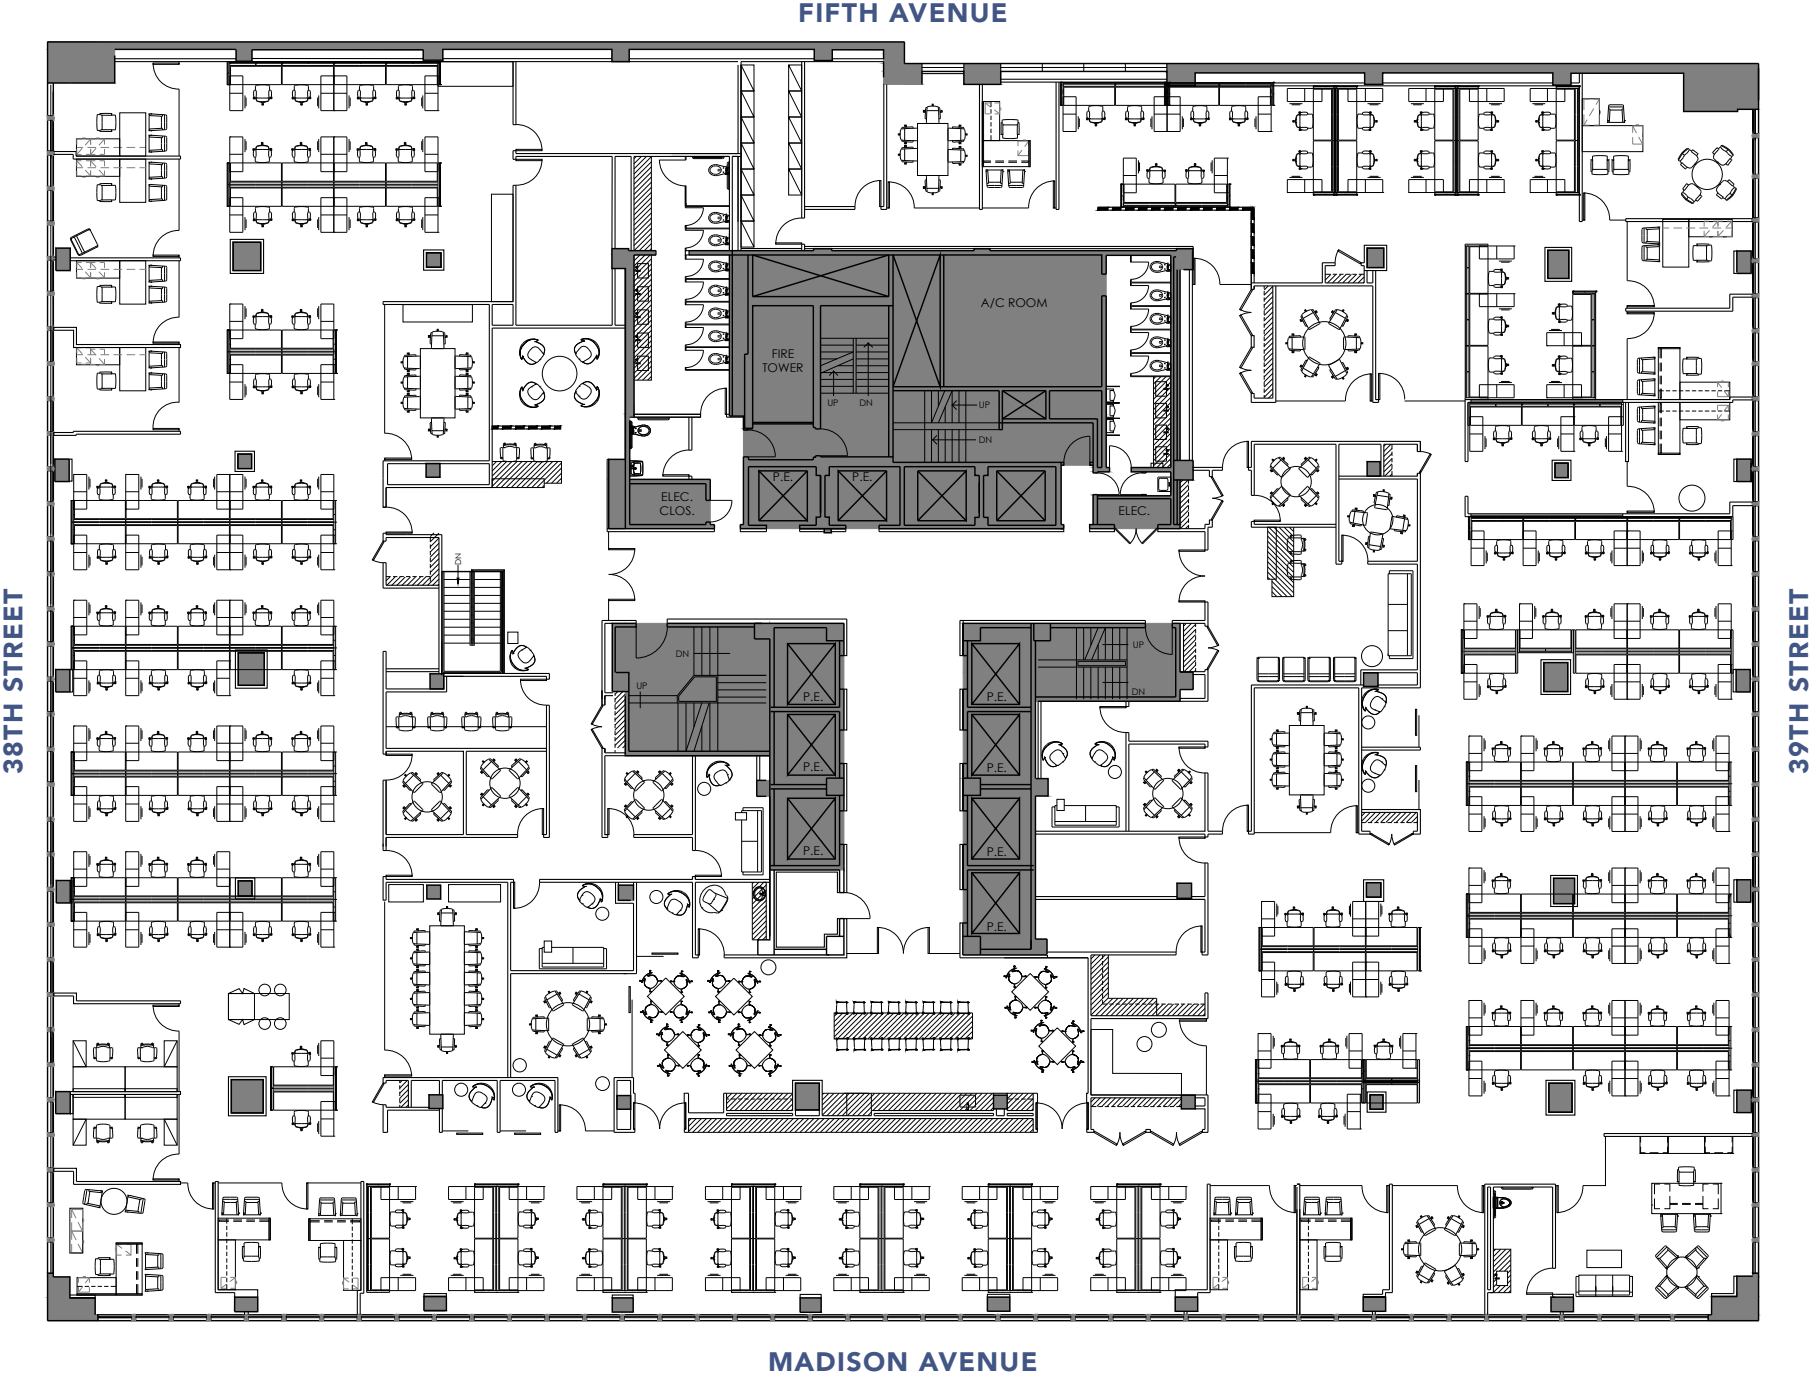 FIFTH AVENUE
A/C ROOM
FIRE
TOWER
UP
DN
UP
DN
P.E.
P.E.
ELEC.
CLOS.
ELEC.
DN
38TH STREET
39TH STREET
DN
UP
UP
DN
P.E.
P.E.
P.E.
P.E.
P.E.
P.E.
P.E.
MADISON AVENUE